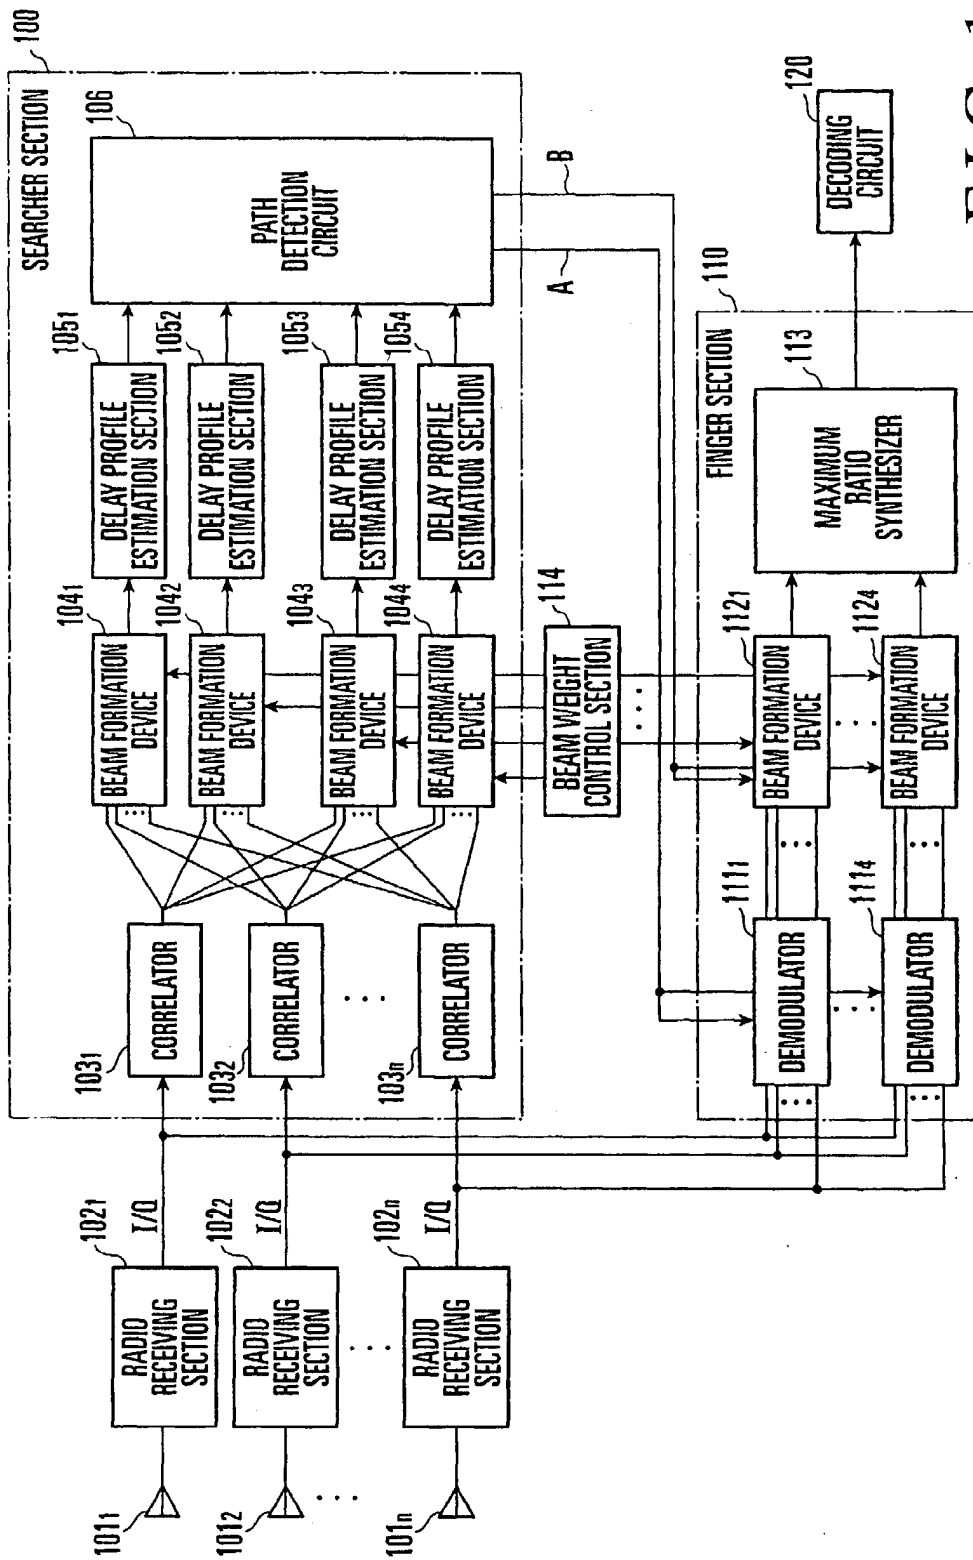 SEARCHER SECTION
100
106
PATH
DETECTION
CIRCUIT
1051
DELAY PROFILE
ESTIMATION SECTION
1052
DELAY PROFILE
ESTIMATION SECTION
1053
DELAY PROFILE
ESTIMATION SECTION
1054
DELAY PROFILE
ESTIMATION SECTION
1041
BEAM FORMATION
DEVICE
1042
BEAM FORMATION
DEVICE
1043
BEAM FORMATION
DEVICE
1044
BEAM FORMATION
DEVICE
1031
CORRELATOR
1032
CORRELATOR
103n
CORRELATOR
1011
1012
101n
1021
RADIO
RECEIVING
SECTION
I/Q
1022
RADIO
RECEIVING
SECTION
I/Q
102n
RADIO
RECEIVING
SECTION
I/Q
114
BEAM WEIGHT
CONTROL SECTION
A
B
FINGER SECTION
110
1111
DEMODULATOR
1114
DEMODULATOR
1121
BEAM FORMATION
DEVICE
1124
BEAM FORMATION
DEVICE
113
MAXIMUM
RATIO
SYNTHESIZER
120
DECODING
CIRCUIT